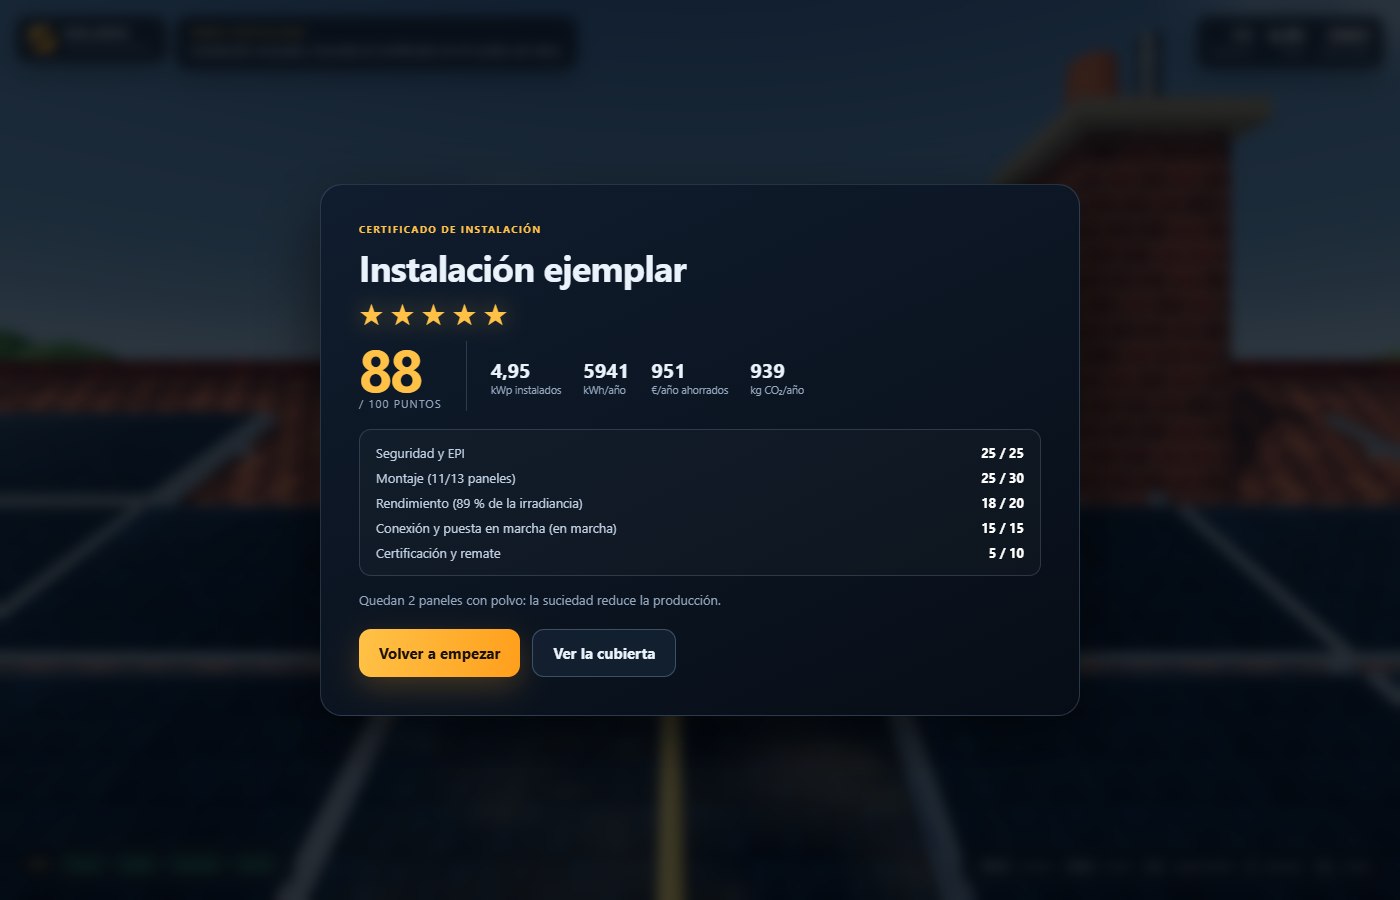 CERTIFICADO DE INSTALACIÓN
Instalación ejemplar
★★★★★
88
/ 100 PUNTOS
4,95
kWp instalados
5941
kWh/año
951
€/año ahorrados
939
kg CO₂/año
Seguridad y EPI 25 / 25
Montaje (11/13 paneles) 25 / 30
Rendimiento (89 % de la irradiancia) 18 / 20
Conexión y puesta en marcha (en marcha) 15 / 15
Certificación y remate 5 / 10
Quedan 2 paneles con polvo: la suciedad reduce la producción.
Volver a empezar
Ver la cubierta